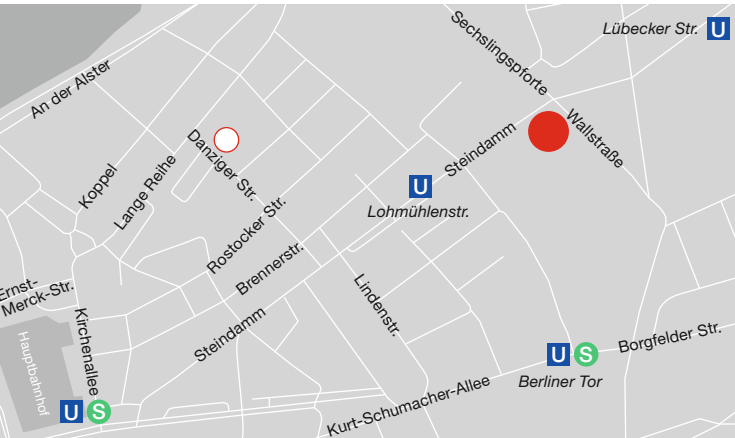 Sechslingspforte
Lübecker Str. U
An der Alster
Wallstraße
Danziger Str.
Steindamm
Koppel
Lange Reihe
U
Lohmühlenstr.
Rostocker Str.
Brennerstr.
Ernst-
Merck-Str.
Kirchenallee
Lindenstr.
Steindamm
Hauptbahnhof
Borgfelder Str.
U S
Berliner Tor
Kurt-Schumacher-Allee
U S